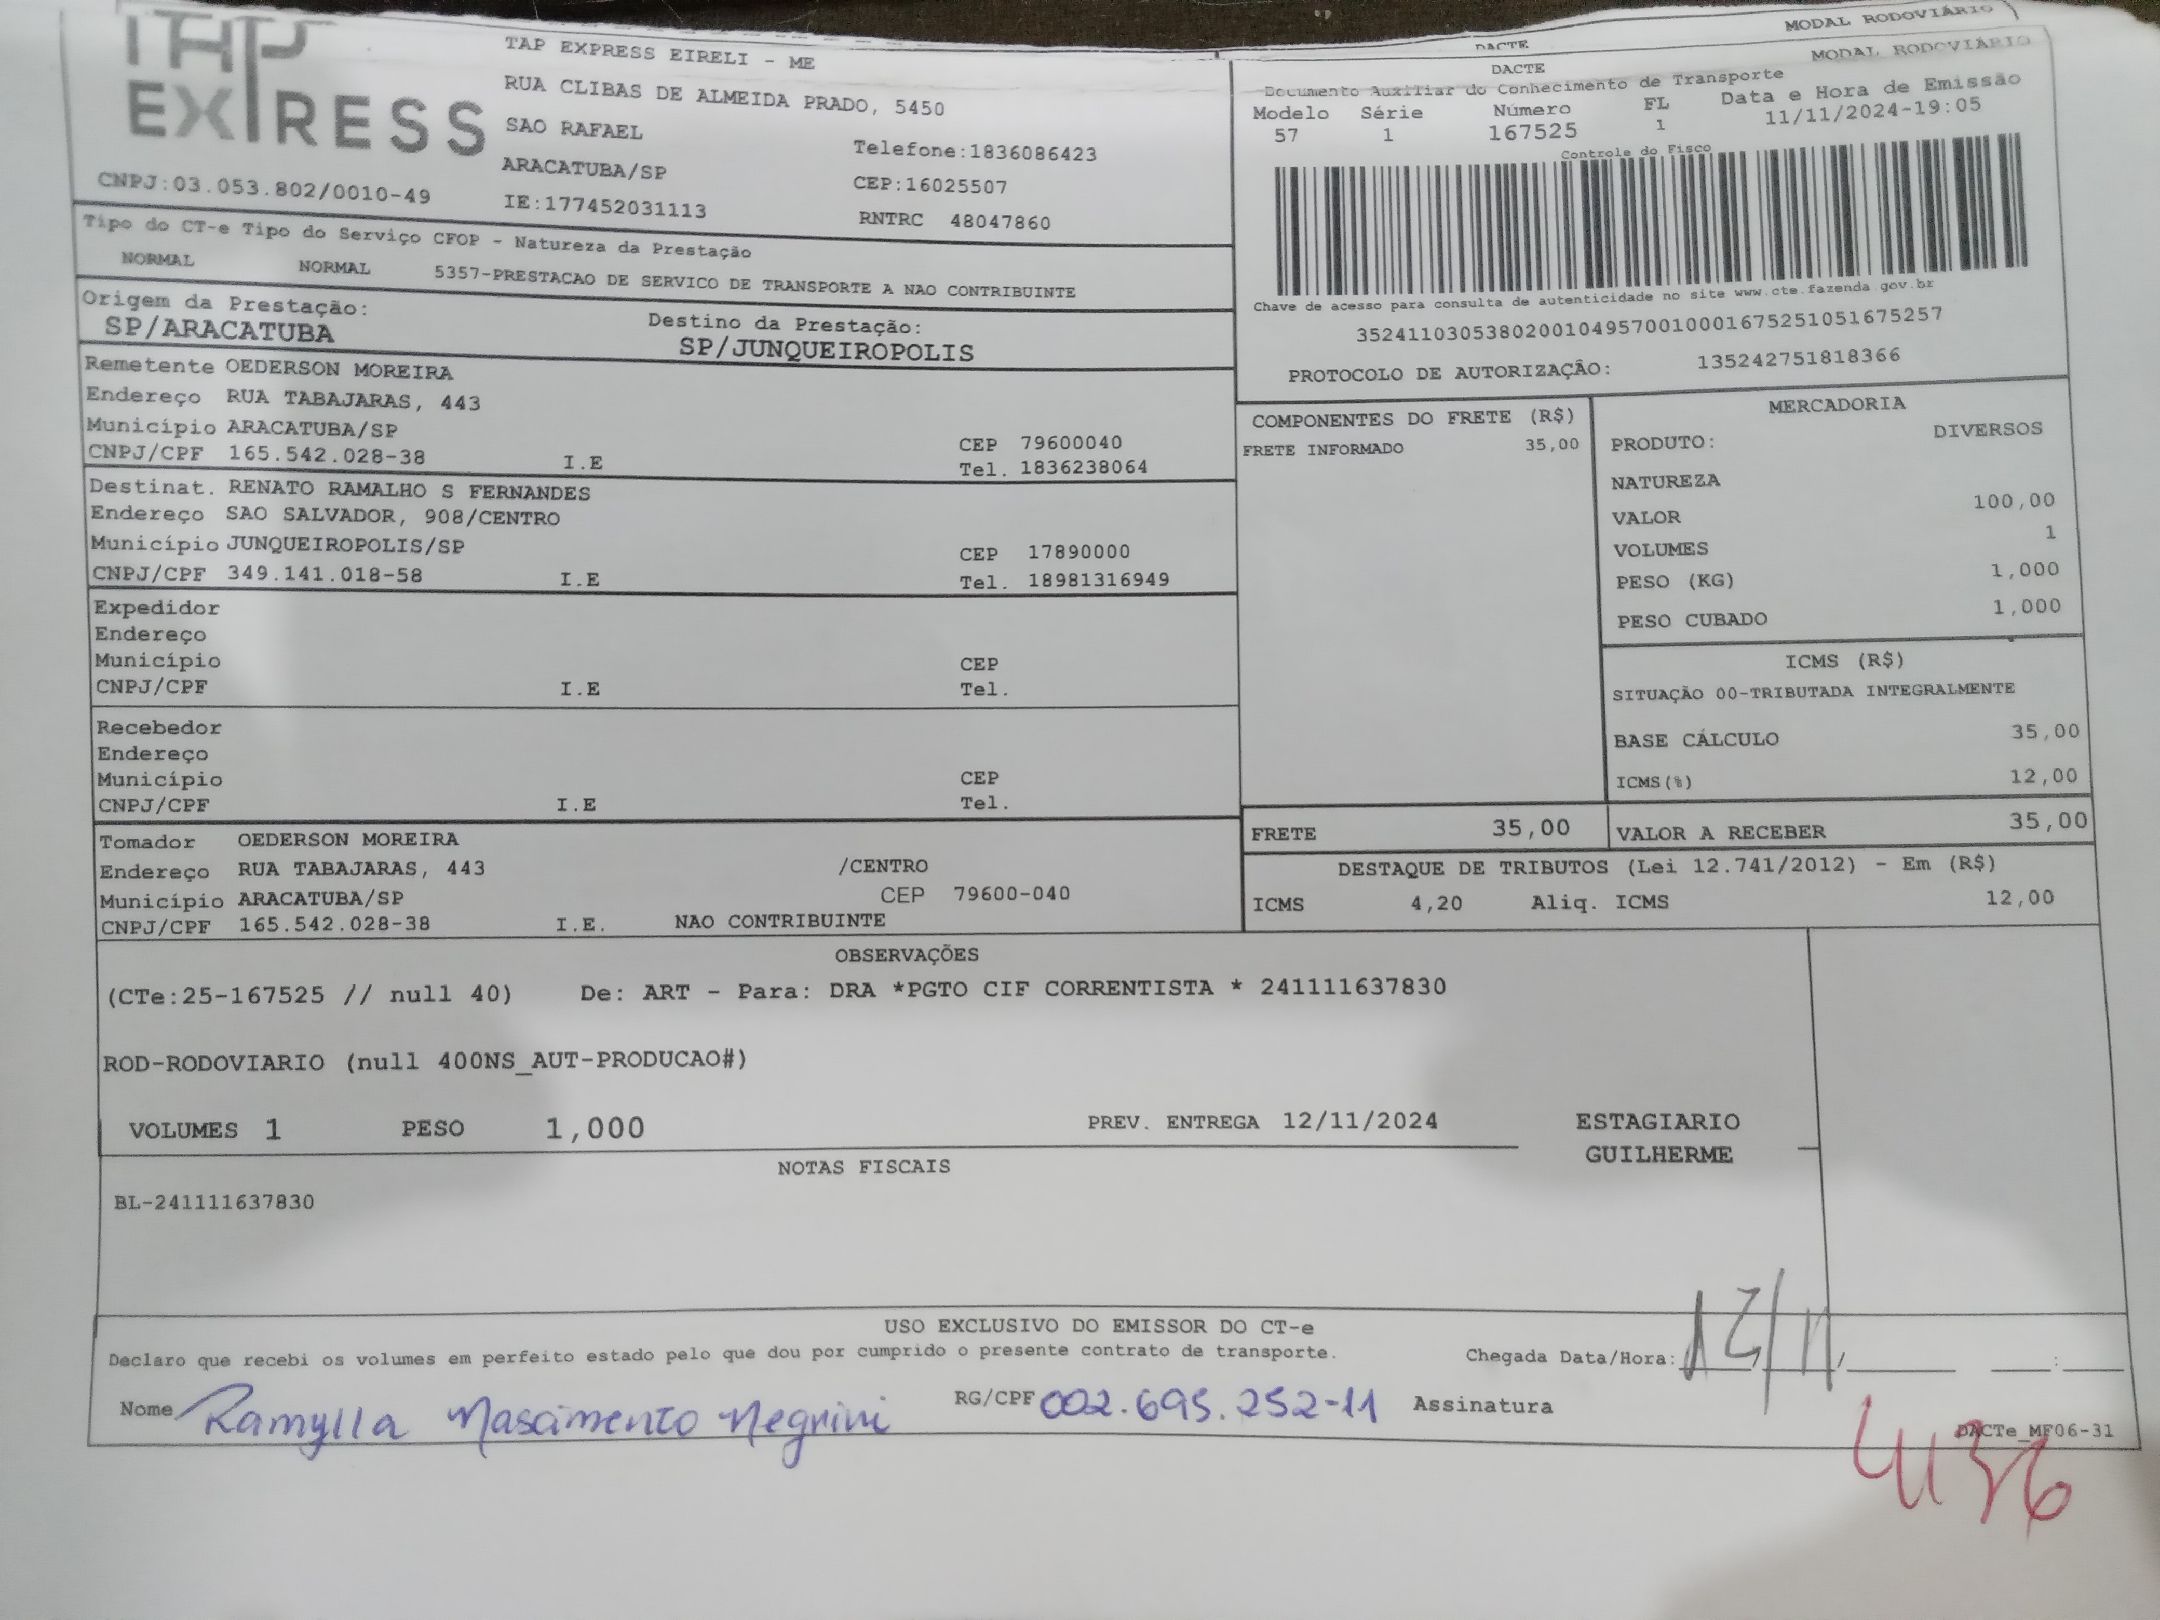 TAP
EXPRESS
CNPJ:03.053.802/0010-49
TAP EXPRESS EIRELI - ME
RUA CLIBAS DE ALMEIDA PRADO, 5450
SAO RAFAEL
Telefone:1836086423
ARACATUBA/SP
CEP:16025507
IE:177452031113
RNTRC 48047860
DACTE
MODAL RODOVIÁRIO
DACTE
MODAL RODOVIÁRIO
Documento Auxiliar do Conhecimento de Transporte
Modelo Série Número FL Data e Hora de Emissão
57 1 167525 1 11/11/2024-19:05
Controle do Fisco
Chave de acesso para consulta de autenticidade no site www.cte.fazenda.gov.br
35241103053802001049570010001675251051675257
PROTOCOLO DE AUTORIZAÇÃO: 135242751818366
Tipo do CT-e Tipo do Serviço CFOP - Natureza da Prestação
NORMAL NORMAL 5357-PRESTACAO DE SERVICO DE TRANSPORTE A NAO CONTRIBUINTE
Origem da Prestação: Destino da Prestação:
SP/ARACATUBA SP/JUNQUEIROPOLIS
Remetente OEDERSON MOREIRA
Endereço RUA TABAJARAS, 443
Município ARACATUBA/SP CEP 79600040
CNPJ/CPF 165.542.028-38 I.E Tel. 1836238064
Destinat. RENATO RAMALHO S FERNANDES
Endereço SAO SALVADOR, 908/CENTRO
Município JUNQUEIROPOLIS/SP CEP 17890000
CNPJ/CPF 349.141.018-58 I.E Tel. 18981316949
Expedidor
Endereço
Município CEP
CNPJ/CPF I.E Tel.
Recebedor
Endereço
Município CEP
CNPJ/CPF I.E Tel.
Tomador OEDERSON MOREIRA
Endereço RUA TABAJARAS, 443 /CENTRO
Município ARACATUBA/SP CEP 79600-040
CNPJ/CPF 165.542.028-38 I.E. NAO CONTRIBUINTE
COMPONENTES DO FRETE (R$)
FRETE INFORMADO 35,00
MERCADORIA
PRODUTO: DIVERSOS
NATUREZA
VALOR 100,00
VOLUMES 1
PESO (KG) 1,000
PESO CUBADO 1,000
ICMS (R$)
SITUAÇÃO 00-TRIBUTADA INTEGRALMENTE
BASE CÁLCULO 35,00
ICMS(%) 12,00
FRETE 35,00 VALOR A RECEBER 35,00
DESTAQUE DE TRIBUTOS (Lei 12.741/2012) - Em (R$)
ICMS 4,20 Aliq. ICMS 12,00
OBSERVAÇÕES
(CTe:25-167525 // null 40) De: ART - Para: DRA *PGTO CIF CORRENTISTA * 241111637830
ROD-RODOVIARIO (null 400NS_AUT-PRODUCAO#)
VOLUMES 1 PESO 1,000 PREV. ENTREGA 12/11/2024 ESTAGIARIO
GUILHERME
NOTAS FISCAIS
BL-241111637830
USO EXCLUSIVO DO EMISSOR DO CT-e
Declaro que recebi os volumes em perfeito estado pelo que dou por cumprido o presente contrato de transporte. Chegada Data/Hora: 12/11/ :
Nome Ramylla Nascimento Negrini RG/CPF 002.695.252-11 Assinatura
DACTe_MF06-31